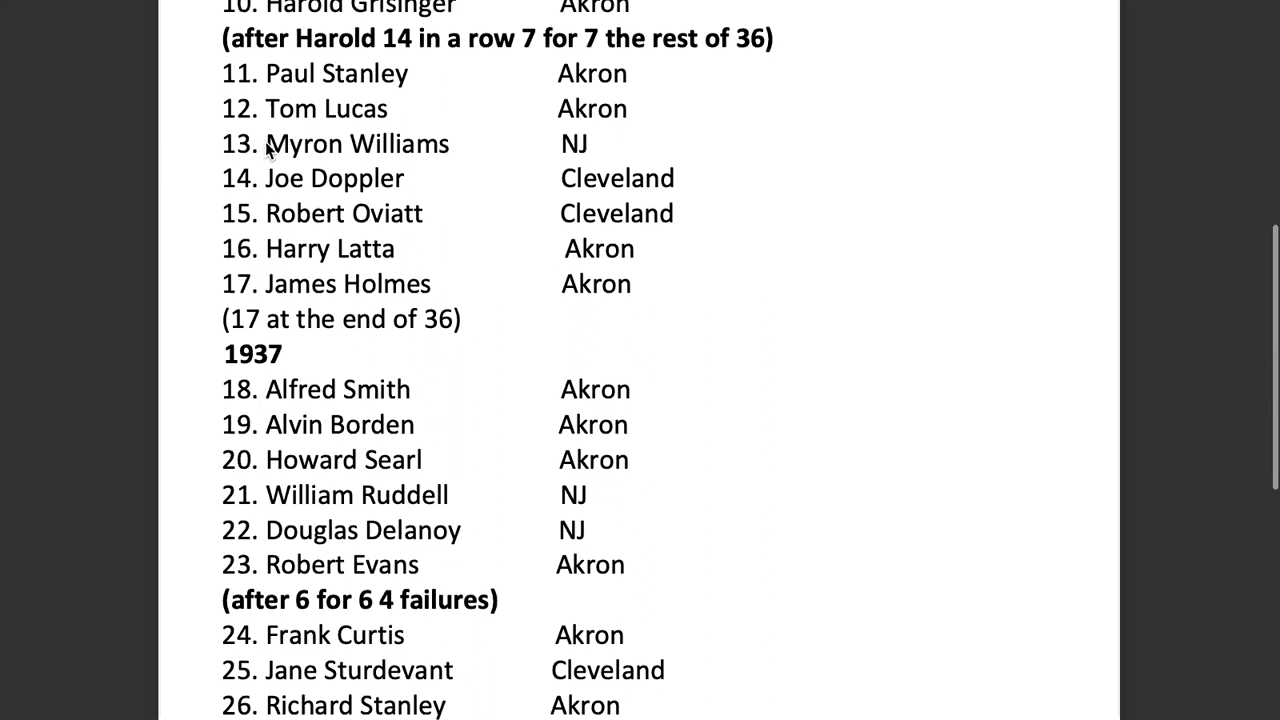 10. Harold Grisinger Akron
(after Harold 14 in a row 7 for 7 the rest of 36)
11. Paul Stanley Akron
12. Tom Lucas Akron
13. Myron Williams NJ
14. Joe Doppler Cleveland
15. Robert Oviatt Cleveland
16. Harry Latta Akron
17. James Holmes Akron
(17 at the end of 36)
1937
18. Alfred Smith Akron
19. Alvin Borden Akron
20. Howard Searl Akron
21. William Ruddell NJ
22. Douglas Delanoy NJ
23. Robert Evans Akron
(after 6 for 6 4 failures)
24. Frank Curtis Akron
25. Jane Sturdevant Cleveland
26. Richard Stanley Akron